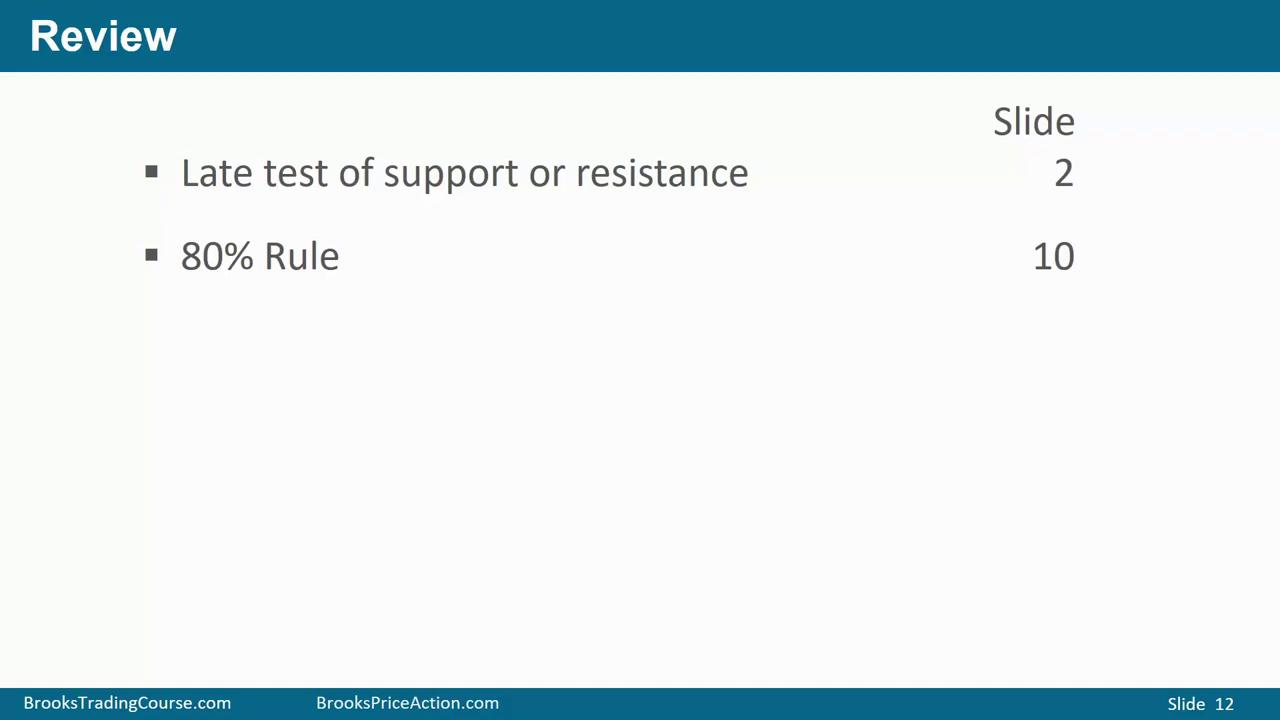 Review
Slide
▪ Late test of support or resistance 2
▪ 80% Rule 10
BrooksTradingCourse.com BrooksPriceAction.com Slide 12